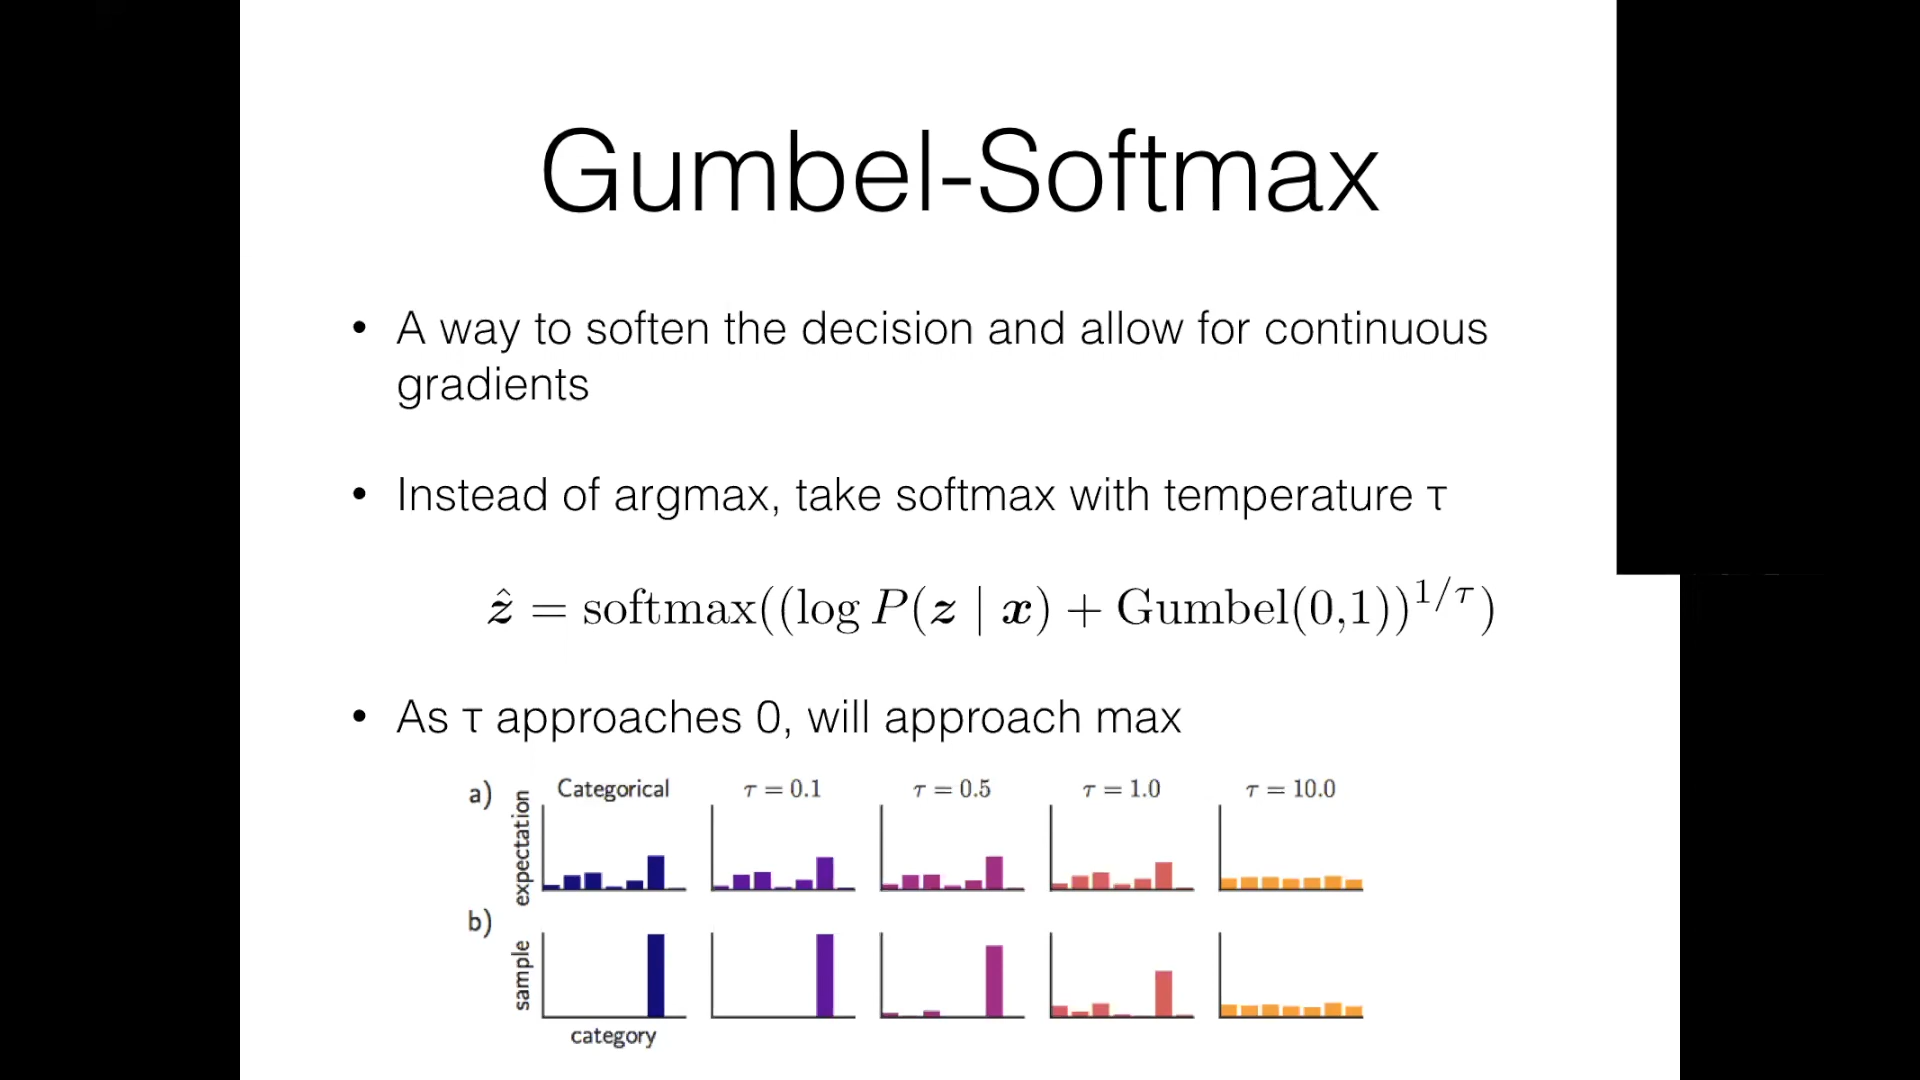 Gumbel-Softmax
• A way to soften the decision and allow for continuous
gradients
• Instead of argmax, take softmax with temperature τ
ẑ = softmax((log P(z | x) + Gumbel(0,1))^{1/τ})
• As τ approaches 0, will approach max
a) Categorical τ = 0.1 τ = 0.5 τ = 1.0 τ = 10.0
expectation
b)
sample
category